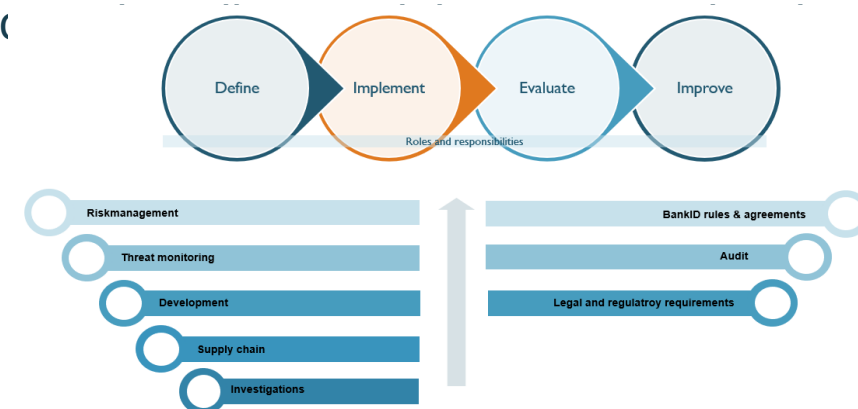 Define
Implement
Evaluate
Improve
Roles and responsibilities
Riskmanagement
Threat monitoring
Development
Supply chain
Investigations
BankID rules & agreements
Audit
Legal and regulatroy requirements